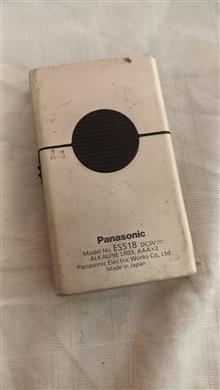 Panasonic
Model No. ES518 DC3V⎓
ALKALINE LR03, AAA×2
Panasonic Electric Works Co., Ltd.
Made in Japan